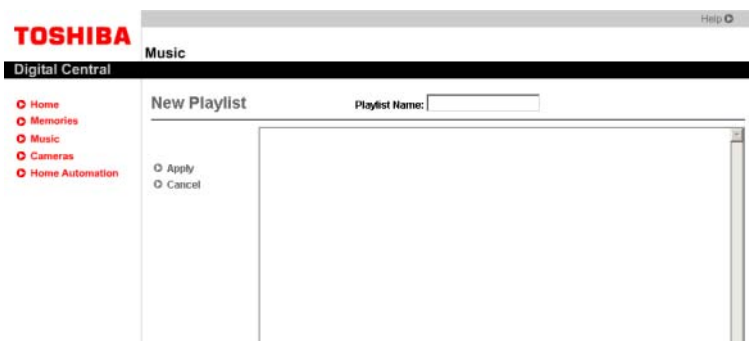 Help
TOSHIBA
Music
Digital Central
Home
Memories
Music
Cameras
Home Automation
New Playlist
Playlist Name:
Apply
Cancel